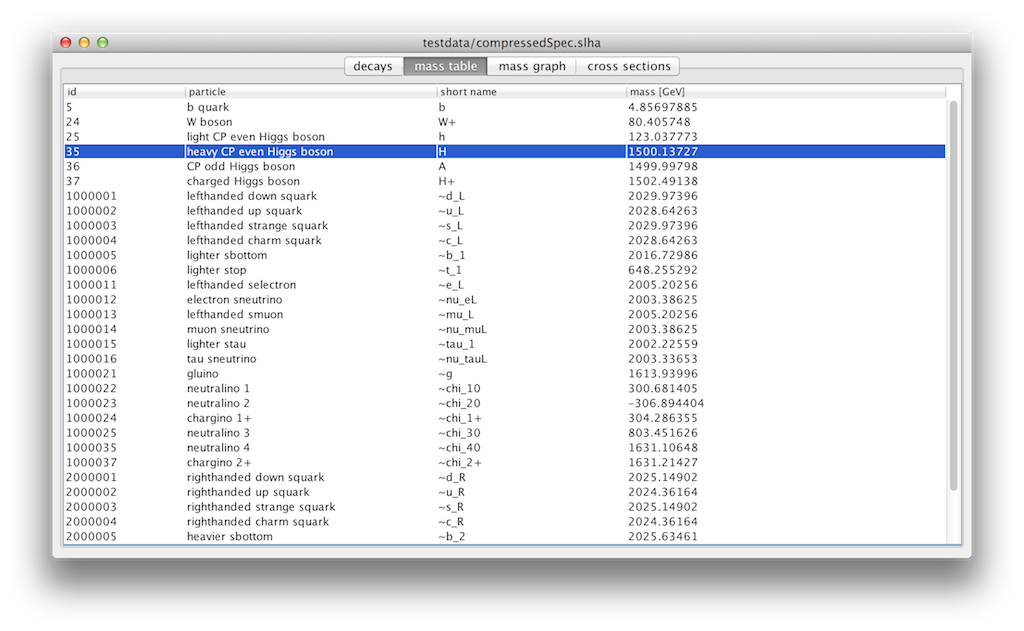 testdata/compressedSpec.slha
decays mass table mass graph cross sections
id particle short name mass [GeV]
5 b quark b 4.85697885
24 W boson W+ 80.405748
25 light CP even Higgs boson h 123.037773
35 heavy CP even Higgs boson H 1500.13727
36 CP odd Higgs boson A 1499.99798
37 charged Higgs boson H+ 1502.49138
1000001 lefthanded down squark ~d_L 2029.97396
1000002 lefthanded up squark ~u_L 2028.64263
1000003 lefthanded strange squark ~s_L 2029.97396
1000004 lefthanded charm squark ~c_L 2028.64263
1000005 lighter sbottom ~b_1 2016.72986
1000006 lighter stop ~t_1 648.255292
1000011 lefthanded selectron ~e_L 2005.20256
1000012 electron sneutrino ~nu_eL 2003.38625
1000013 lefthanded smuon ~mu_L 2005.20256
1000014 muon sneutrino ~nu_muL 2003.38625
1000015 lighter stau ~tau_1 2002.22559
1000016 tau sneutrino ~nu_tauL 2003.33653
1000021 gluino ~g 1613.93996
1000022 neutralino 1 ~chi_10 300.681405
1000023 neutralino 2 ~chi_20 -306.894404
1000024 chargino 1+ ~chi_1+ 304.286355
1000025 neutralino 3 ~chi_30 803.451626
1000035 neutralino 4 ~chi_40 1631.10648
1000037 chargino 2+ ~chi_2+ 1631.21427
2000001 righthanded down squark ~d_R 2025.14902
2000002 righthanded up squark ~u_R 2024.36164
2000003 righthanded strange squark ~s_R 2025.14902
2000004 righthanded charm squark ~c_R 2024.36164
2000005 heavier sbottom ~b_2 2025.63461